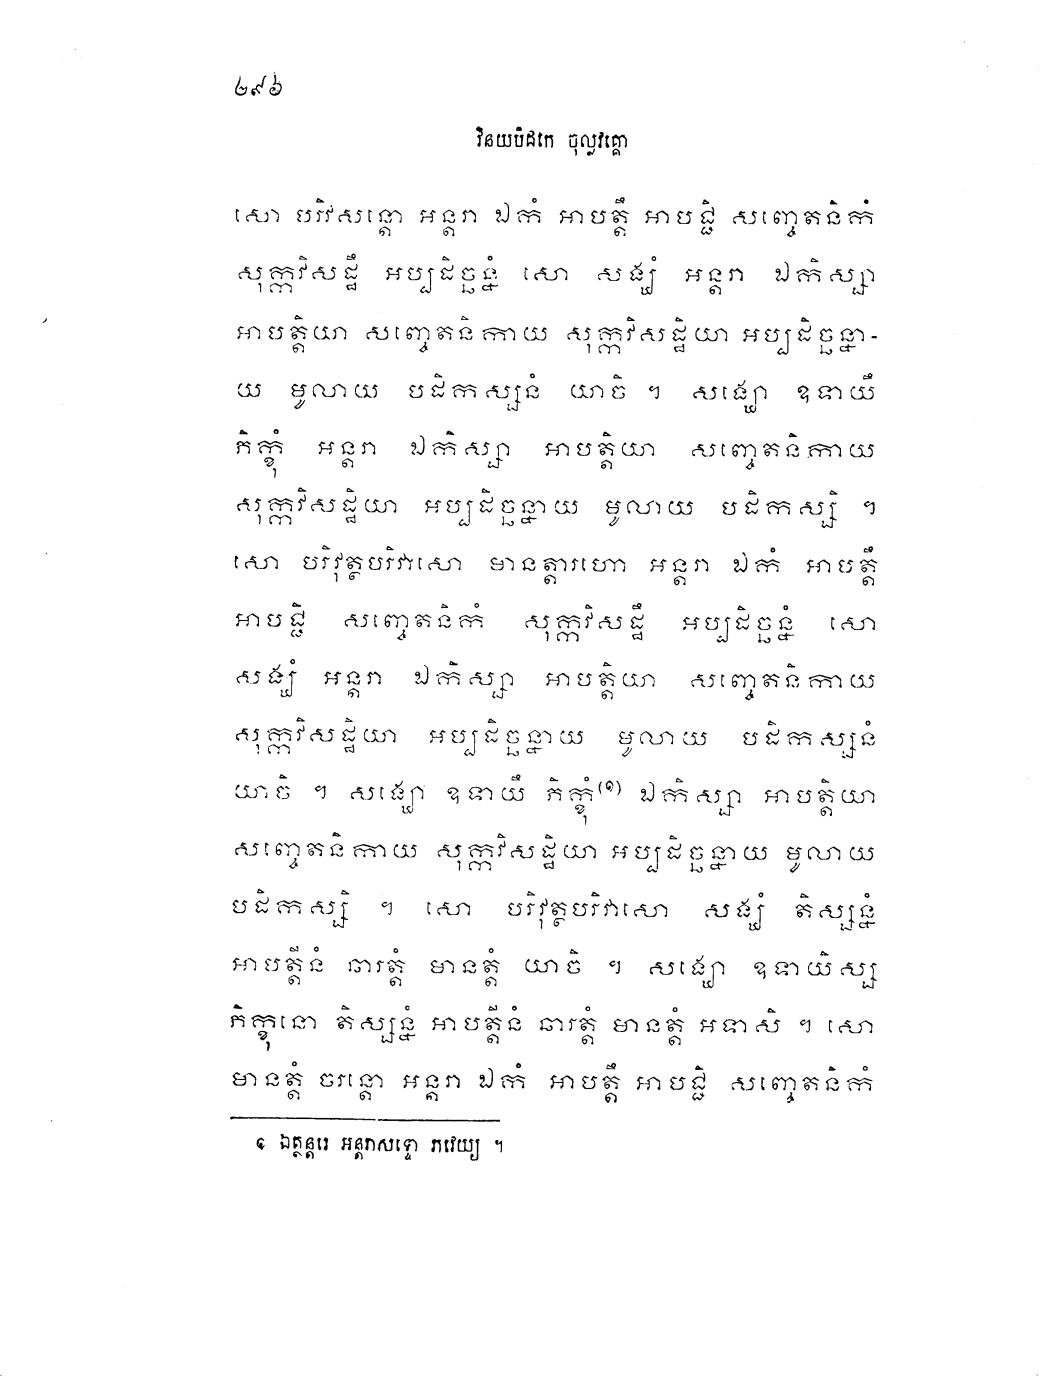 ២៩៦
វិនយបិដកេ ចុល្លវគ្គោ
សោ បរិវសន្តោ អន្តរា ឯកំ អាបត្តឹ អាបជ្ជិ សញ្ចេតនិកំ
សុក្កវិសដ្ឋឹ អប្បដិច្ឆន្នំ សោ សង្ឃំ អន្តរា ឯកិស្សា
អាបត្តិយា សញ្ចេតនិកាយ សុក្កវិសដ្ឋិយា អប្បដិច្ឆន្នា-
យ មូលាយ បដិកស្សនំ យាចិ ។ សង្ឃោ ឧទាយឹ
ភិក្ខុំ អន្តរា ឯកិស្សា អាបត្តិយា សញ្ចេតនិកាយ
សុក្កវិសដ្ឋិយា អប្បដិច្ឆន្នាយ មូលាយ បដិកស្សិ ។
សោ បរិវុត្ថបរិវាសោ មានត្តារហោ អន្តរា ឯកំ អាបត្តឹ
អាបជ្ជិ សញ្ចេតនិកំ សុក្កវិសដ្ឋឹ អប្បដិច្ឆន្នំ សោ
សង្ឃំ អន្តរា ឯកិស្សា អាបត្តិយា សញ្ចេតនិកាយ
សុក្កវិសដ្ឋិយា អប្បដិច្ឆន្នាយ មូលាយ បដិកស្សនំ
យាចិ ។ សង្ឃោ ឧទាយឹ ភិក្ខុំ(១) ឯកិស្សា អាបត្តិយា
សញ្ចេតនិកាយ សុក្កវិសដ្ឋិយា អប្បដិច្ឆន្នាយ មូលាយ
បដិកស្សិ ។ សោ បរិវុត្ថបរិវាសោ សង្ឃំ តិស្សន្នំ
អាបត្តីនំ ឆារត្តំ មានត្តំ យាចិ ។ សង្ឃោ ឧទាយិស្ស
ភិក្ខុនោ តិស្សន្នំ អាបត្តីនំ ឆារត្តំ មានត្តំ អទាសិ ។ សោ
មានត្តំ ចរន្តោ អន្តរា ឯកំ អាបត្តឹ អាបជ្ជិ សញ្ចេតនិកំ
១ ឯត្ថន្តរេ អន្តរាសទ្ទោ ភវេយ្យ ។